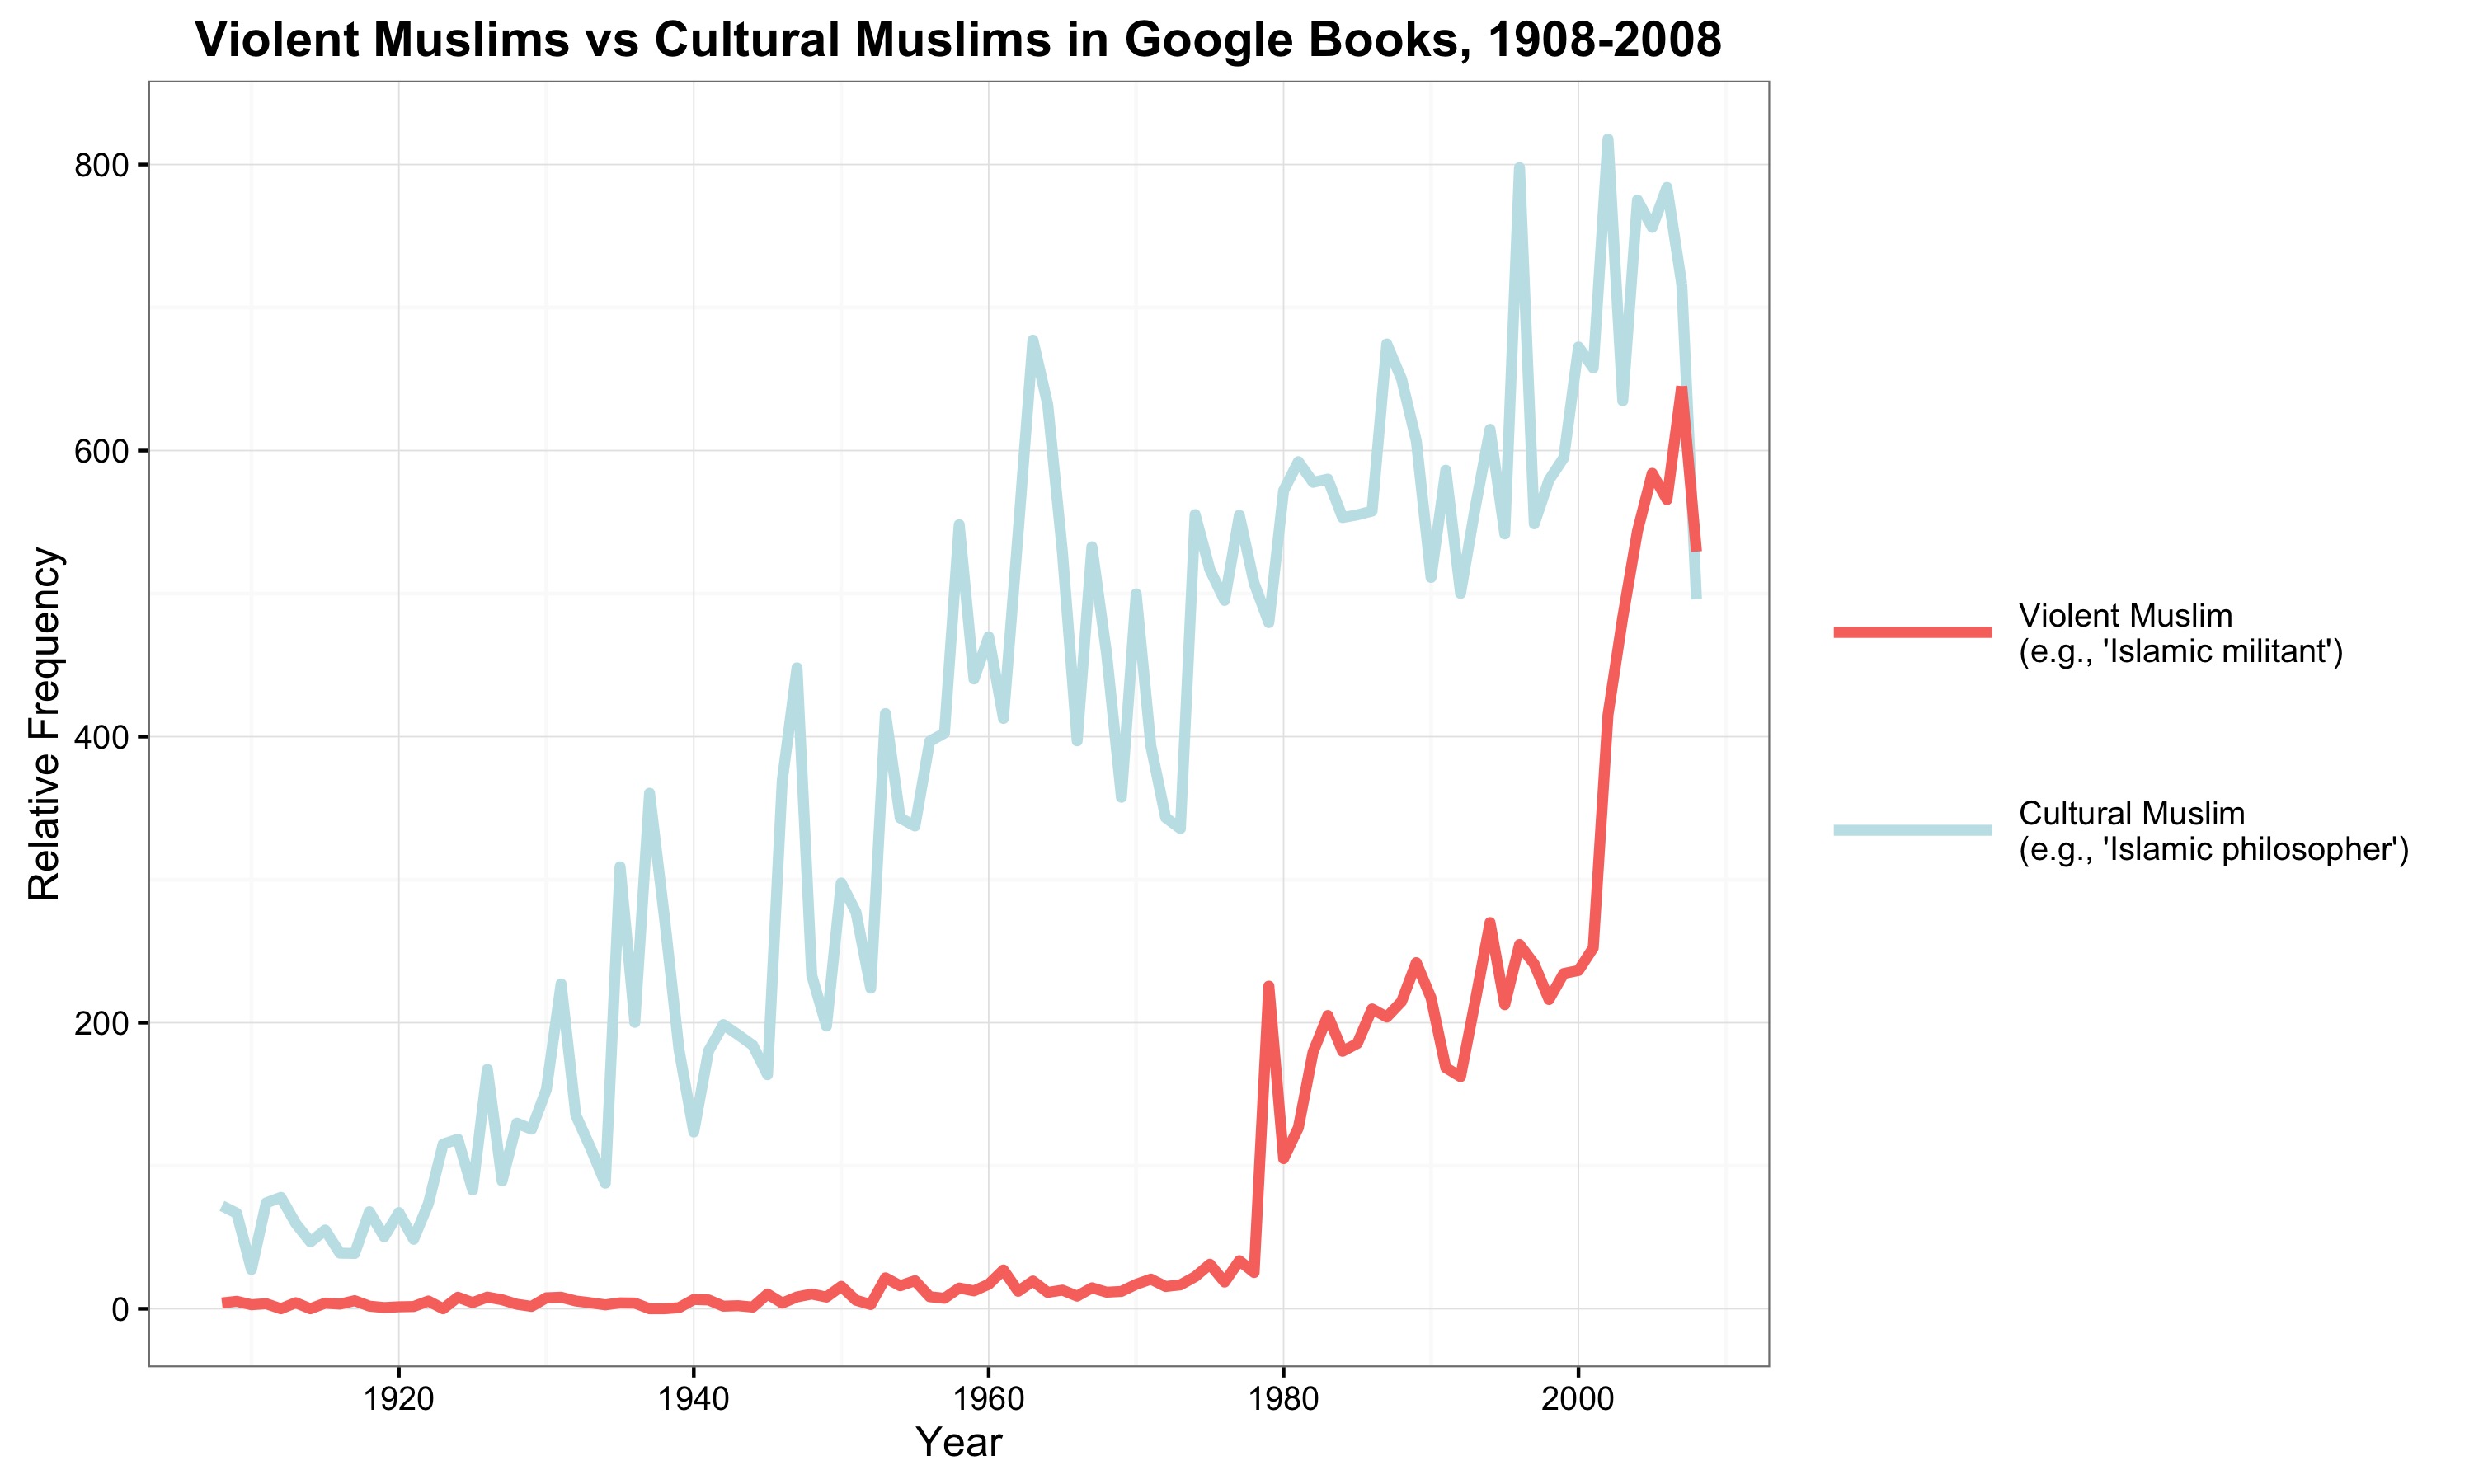 Violent Muslims vs Cultural Muslims in Google Books, 1908-2008
800
600
400
200
0
Relative Frequency
1920
1940
1960
1980
2000
Year
Violent Muslim
(e.g., 'Islamic militant')
Cultural Muslim
(e.g., 'Islamic philosopher')